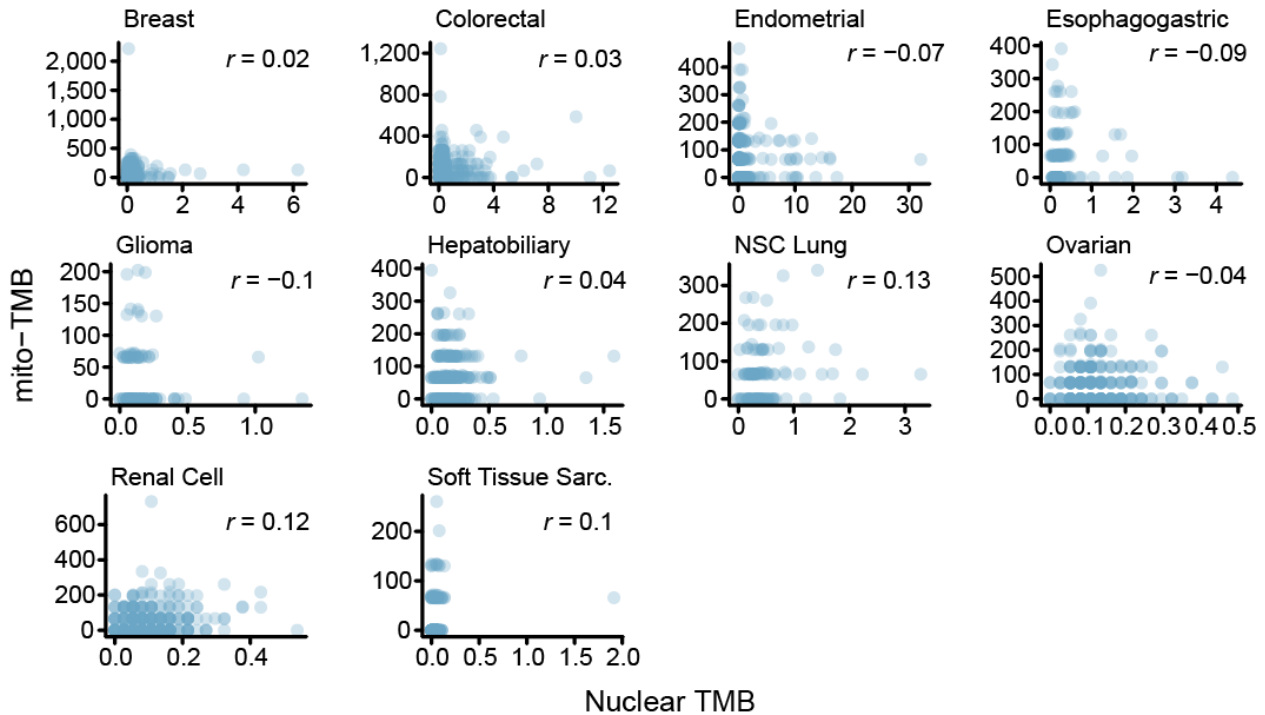 Breast
r = 0.02
2,000
1,500
1,000
500
0
0 2 4 6
Colorectal
r = 0.03
1,200
800
400
0
0 4 8 12
Endometrial
r = −0.07
400
300
200
100
0
0 10 20 30
Esophagogastric
r = −0.09
400
300
200
100
0
0 1 2 3 4
mito−TMB
Glioma
r = −0.1
200
150
100
50
0
0.0 0.5 1.0
Hepatobiliary
r = 0.04
400
300
200
100
0
0.0 0.5 1.0 1.5
NSC Lung
r = 0.13
300
200
100
0
0 1 2 3
Ovarian
r = −0.04
500
400
300
200
100
0
0.0 0.1 0.2 0.3 0.4 0.5
Renal Cell
r = 0.12
600
400
200
0
0.0 0.2 0.4
Soft Tissue Sarc.
r = 0.1
200
100
0
0.0 0.5 1.0 1.5 2.0
Nuclear TMB